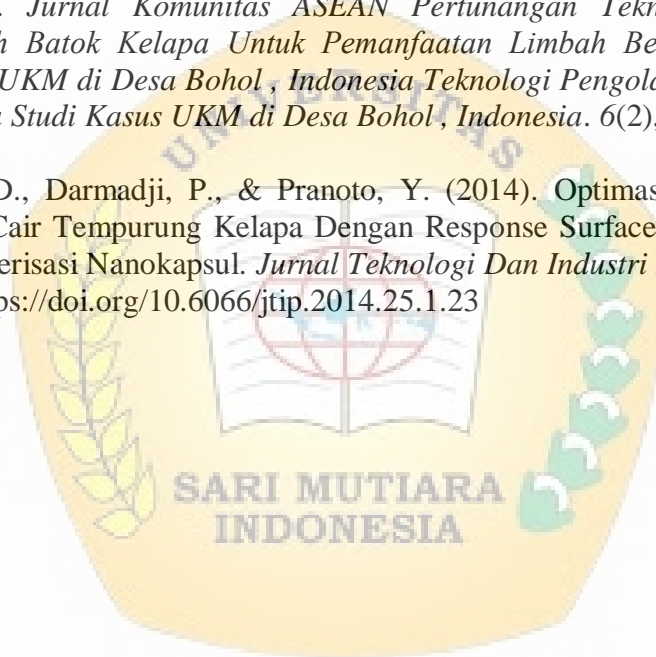 . Jurnal Komunitas ASEAN Pertunangan Tekn
h Batok Kelapa Untuk Pemanfaatan Limbah Be
UKM di Desa Bohol , Indonesia Teknologi Pengola
Studi Kasus UKM di Desa Bohol , Indonesia. 6(2),
D., Darmadji, P., & Pranoto, Y. (2014). Optimas
Cair Tempurung Kelapa Dengan Response Surface
erisasi Nanokapsul. Jurnal Teknologi Dan Industri
ps://doi.org/10.6066/jtip.2014.25.1.23
UNIVERSITAS
SARI MUTIARA
INDONESIA